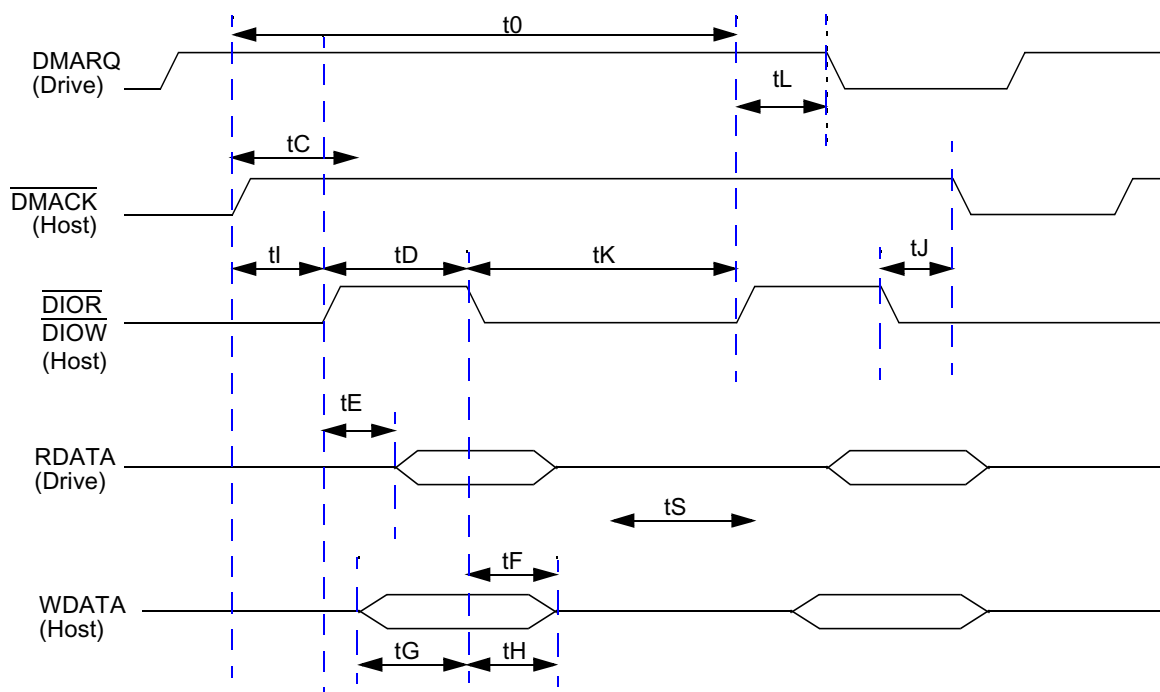 t0
DMARQ
(Drive)
tL
tC
DMACK
(Host)
tI
tD
tK
tJ
DIOR
DIOW
(Host)
tE
RDATA
(Drive)
tS
tF
WDATA
(Host)
tG
tH